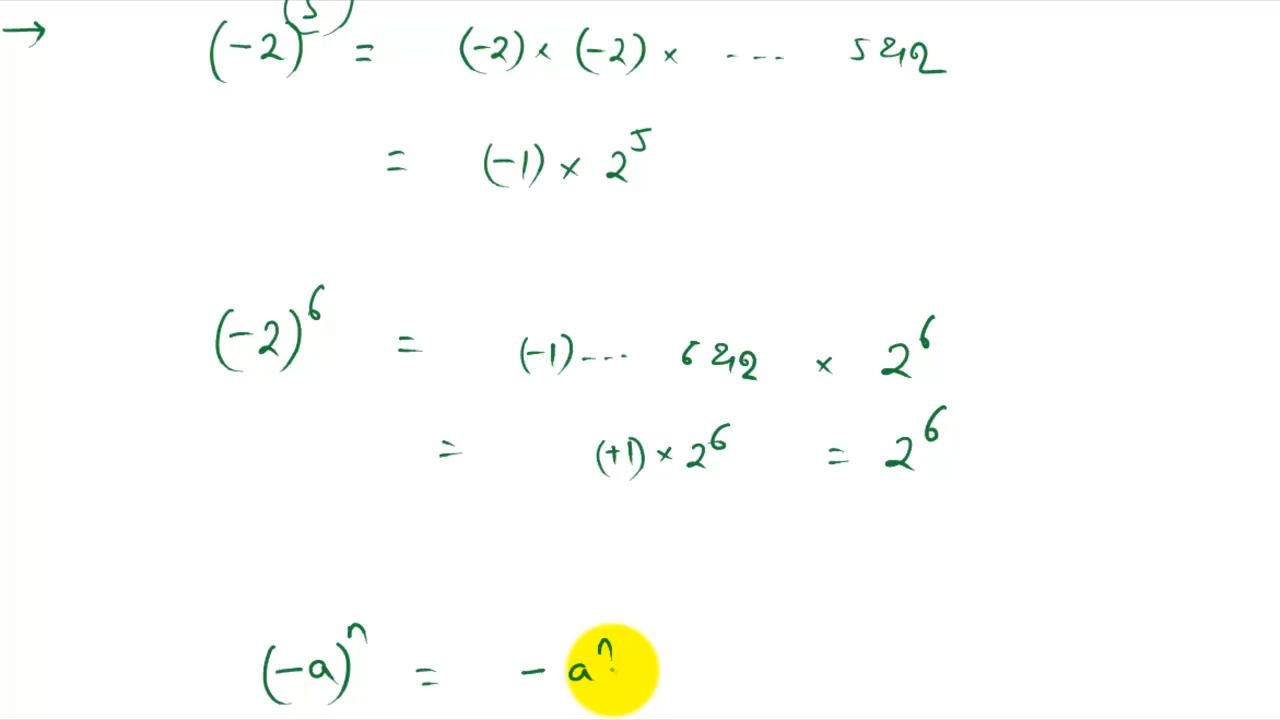 → (-2)^(5) = (-2) × (-2) × ---- 5
= (-1) × 2^5
(-2)^6 = (-1) --- 6 × 2^6
= (+1) × 2^6 = 2^6
(-a)^n = - a^n